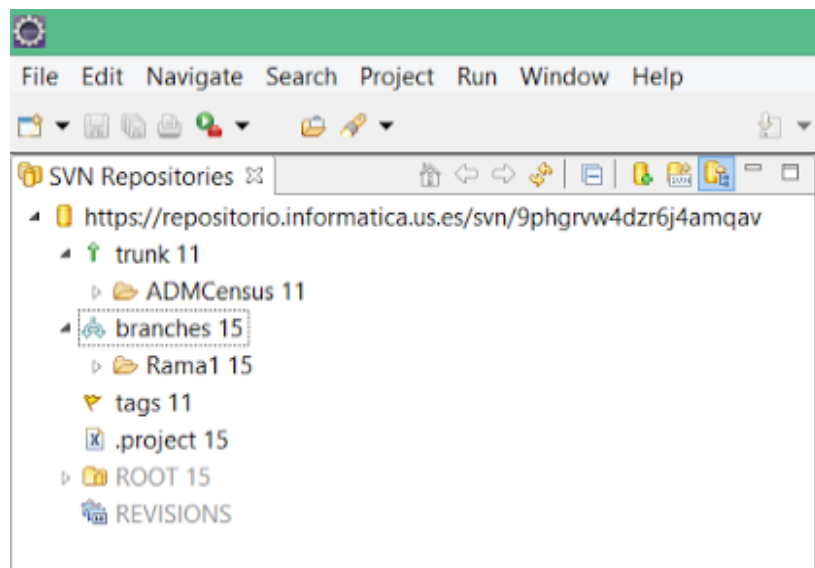 File Edit Navigate Search Project Run Window Help
SVN Repositories
https://repositorio.informatica.us.es/svn/9phgrvw4dzr6j4amqav
trunk 11
ADMCensus 11
branches 15
Rama1 15
tags 11
.project 15
ROOT 15
REVISIONS